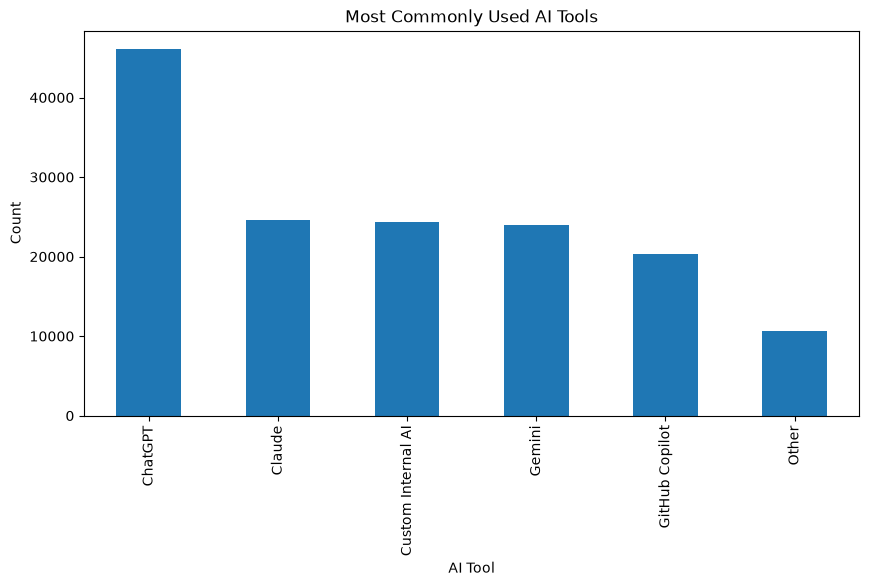 Most Commonly Used AI Tools
Count
40000
30000
20000
10000
0
ChatGPT
Claude
Custom Internal AI
Gemini
GitHub Copilot
Other
AI Tool